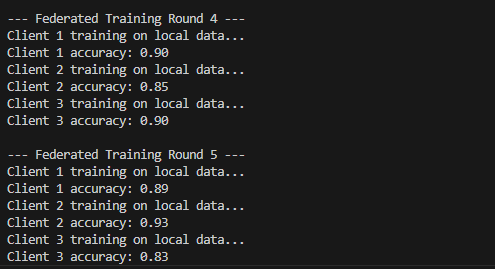 --- Federated Training Round 4 ---
Client 1 training on local data...
Client 1 accuracy: 0.90
Client 2 training on local data...
Client 2 accuracy: 0.85
Client 3 training on local data...
Client 3 accuracy: 0.90
--- Federated Training Round 5 ---
Client 1 training on local data...
Client 1 accuracy: 0.89
Client 2 training on local data...
Client 2 accuracy: 0.93
Client 3 training on local data...
Client 3 accuracy: 0.83